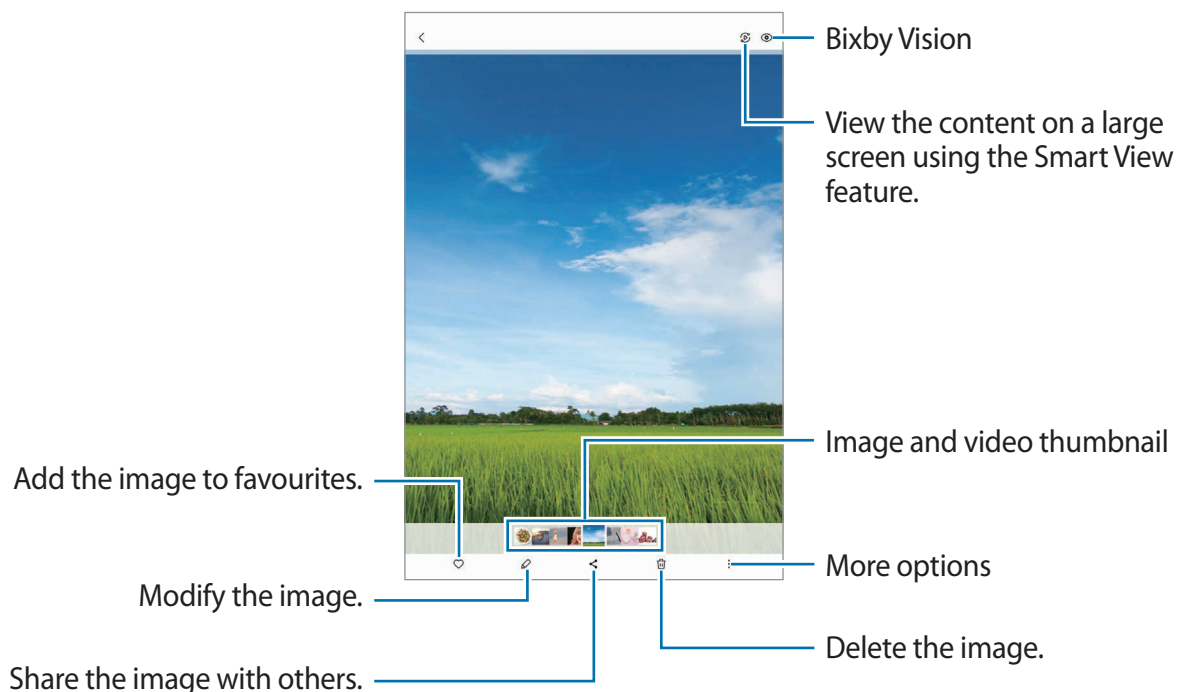 Bixby Vision
View the content on a large
screen using the Smart View
feature.
Image and video thumbnail
Add the image to favourites.
More options
Modify the image.
Delete the image.
Share the image with others.